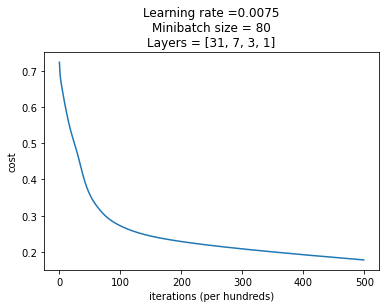 Learning rate =0.0075
Minibatch size = 80
Layers = [31, 7, 3, 1]
0.7
0.6
0.5
0.4
0.3
0.2
cost
0 100 200 300 400 500
iterations (per hundreds)